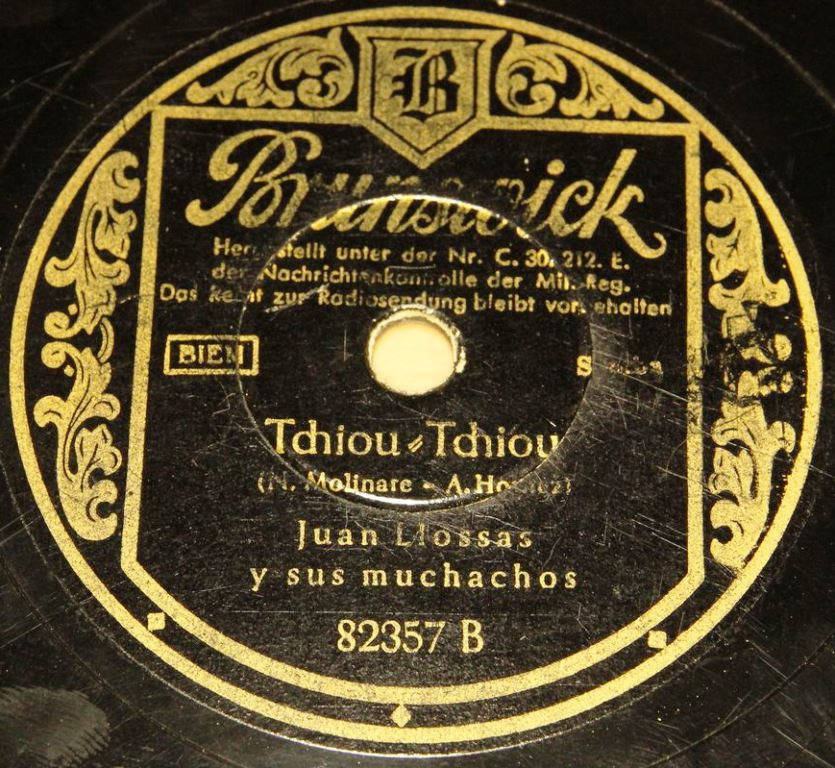 B
Brunswick
Hergestellt unter der Nr. C. 30. 212. E.
der Nachrichtenkontrolle der Mil. Reg.
Das Recht zur Radiosendung bleibt vorbehalten
BIEM
Tchiou - Tchiou
Molinare - A.
Juan Llossas
y sus muchachos
82357 B